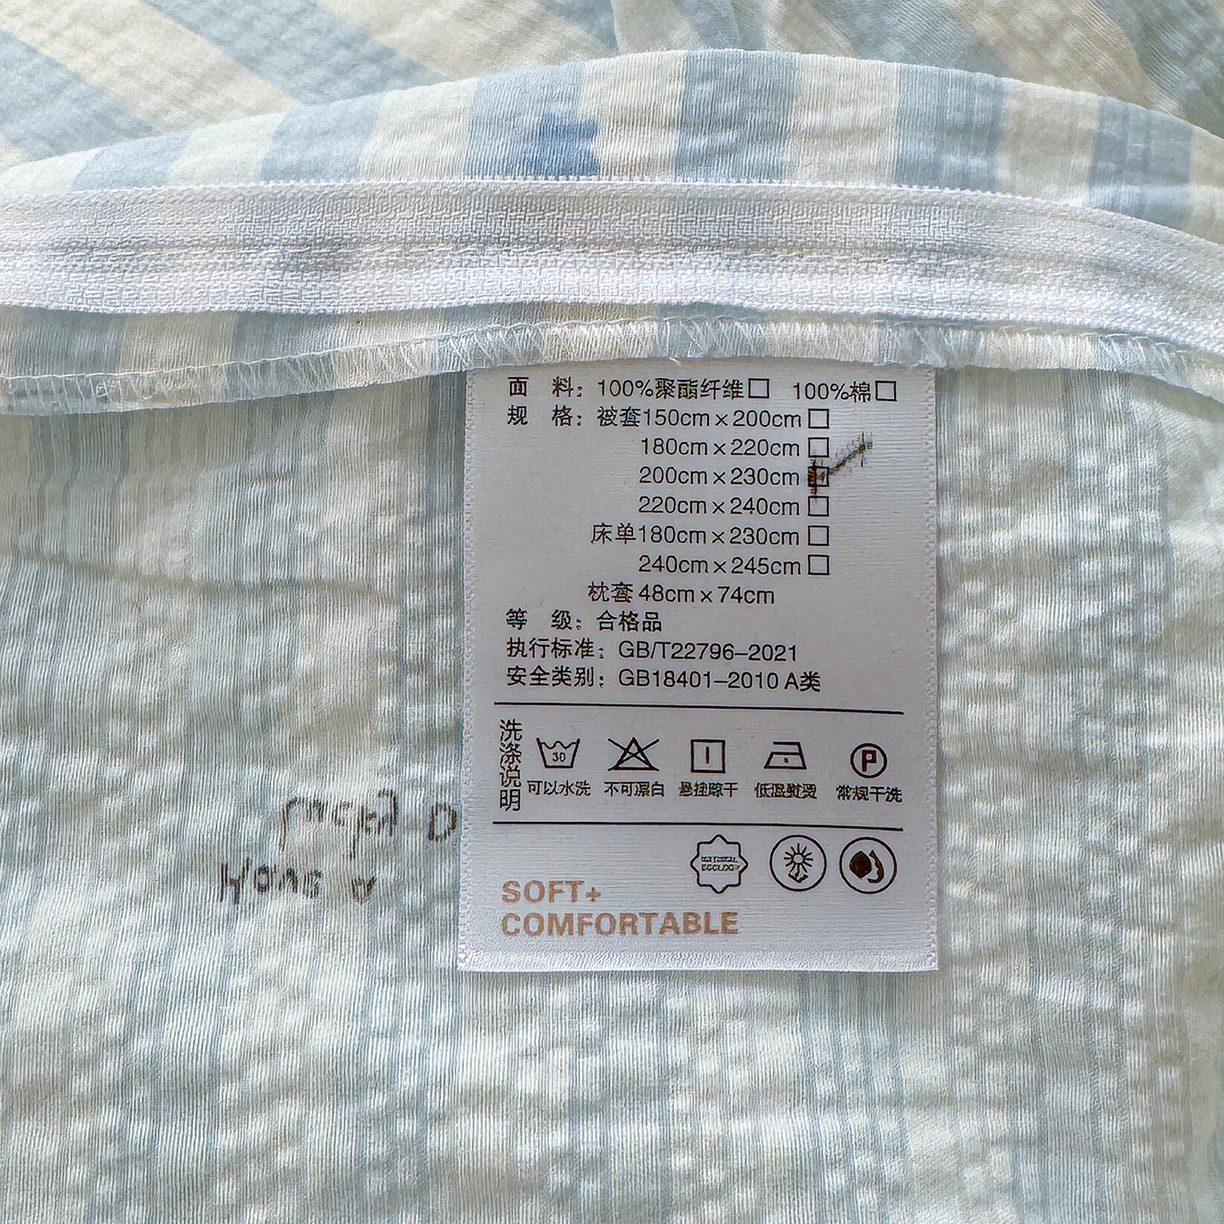 面 料：100%聚酯纤维□ 100%棉□
规 格：被套150cm×200cm□
180cm×220cm□
200cm×230cm☑
220cm×240cm□
床单180cm×230cm□
240cm×245cm□
枕套 48cm×74cm
等 级：合格品
执行标准：GB/T22796–2021
安全类别：GB18401–2010 A类
洗涤说明
30
P
可以水洗 不可漂白 悬挂晾干 低温熨烫 常规干洗
SOFT+
COMFORTABLE